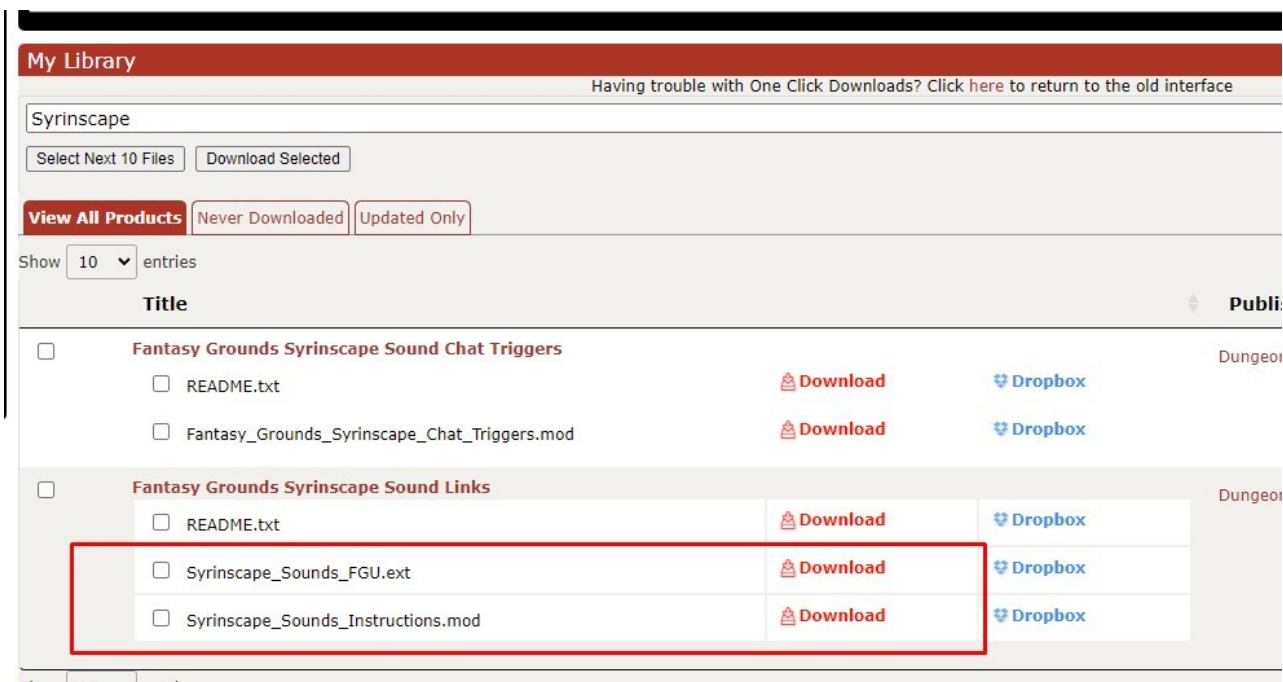 My Library
Having trouble with One Click Downloads? Click here to return to the old interface
Syrinscape
Select Next 10 Files Download Selected
View All Products Never Downloaded Updated Only
Show 10 entries
Title Publi
Fantasy Grounds Syrinscape Sound Chat Triggers Dungeon
README.txt Download Dropbox
Fantasy_Grounds_Syrinscape_Chat_Triggers.mod Download Dropbox
Fantasy Grounds Syrinscape Sound Links Dungeon
README.txt Download Dropbox
Syrinscape_Sounds_FGU.ext Download Dropbox
Syrinscape_Sounds_Instructions.mod Download Dropbox